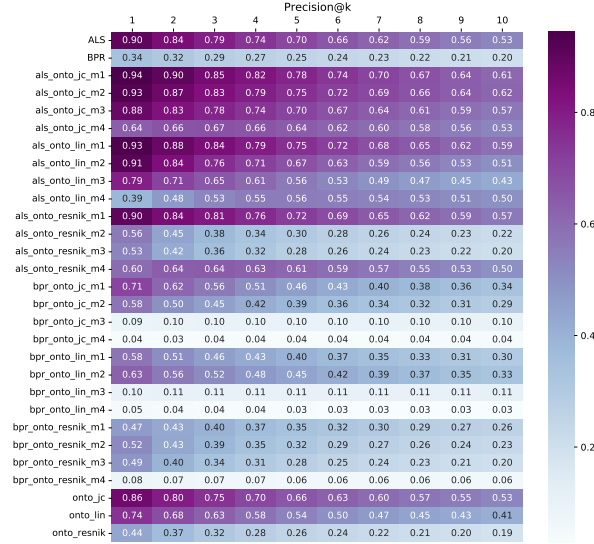 Precision@k
1 2 3 4 5 6 7 8 9 10
ALS 0.90 0.84 0.79 0.74 0.70 0.66 0.62 0.59 0.56 0.53
BPR 0.34 0.32 0.29 0.27 0.25 0.24 0.23 0.22 0.21 0.20
als_onto_jc_m1 0.94 0.90 0.85 0.82 0.78 0.74 0.70 0.67 0.64 0.61
als_onto_jc_m2 0.93 0.87 0.83 0.79 0.75 0.72 0.69 0.66 0.64 0.62
als_onto_jc_m3 0.88 0.83 0.78 0.74 0.70 0.67 0.64 0.61 0.59 0.57
als_onto_jc_m4 0.64 0.66 0.67 0.66 0.64 0.62 0.60 0.58 0.56 0.53
als_onto_lin_m1 0.93 0.88 0.84 0.79 0.75 0.72 0.68 0.65 0.62 0.59
als_onto_lin_m2 0.91 0.84 0.76 0.71 0.67 0.63 0.59 0.56 0.53 0.51
als_onto_lin_m3 0.79 0.71 0.65 0.61 0.56 0.53 0.49 0.47 0.45 0.43
als_onto_lin_m4 0.39 0.48 0.53 0.55 0.56 0.55 0.54 0.53 0.51 0.50
als_onto_resnik_m1 0.90 0.84 0.81 0.76 0.72 0.69 0.65 0.62 0.59 0.57
als_onto_resnik_m2 0.56 0.45 0.38 0.34 0.30 0.28 0.26 0.24 0.23 0.22
als_onto_resnik_m3 0.53 0.42 0.36 0.32 0.28 0.26 0.24 0.23 0.22 0.20
als_onto_resnik_m4 0.60 0.64 0.64 0.63 0.61 0.59 0.57 0.55 0.53 0.50
bpr_onto_jc_m1 0.71 0.62 0.56 0.51 0.46 0.43 0.40 0.38 0.36 0.34
bpr_onto_jc_m2 0.58 0.50 0.45 0.42 0.39 0.36 0.34 0.32 0.31 0.29
bpr_onto_jc_m3 0.09 0.10 0.10 0.10 0.10 0.10 0.10 0.10 0.10 0.10
bpr_onto_jc_m4 0.04 0.03 0.04 0.04 0.04 0.04 0.04 0.04 0.04 0.04
bpr_onto_lin_m1 0.58 0.51 0.46 0.43 0.40 0.37 0.35 0.33 0.31 0.30
bpr_onto_lin_m2 0.63 0.56 0.52 0.48 0.45 0.42 0.39 0.37 0.35 0.33
bpr_onto_lin_m3 0.10 0.11 0.11 0.11 0.11 0.11 0.11 0.11 0.11 0.11
bpr_onto_lin_m4 0.05 0.04 0.04 0.04 0.03 0.03 0.03 0.03 0.03 0.03
bpr_onto_resnik_m1 0.47 0.43 0.40 0.37 0.35 0.32 0.30 0.29 0.27 0.26
bpr_onto_resnik_m2 0.52 0.43 0.39 0.35 0.32 0.29 0.27 0.26 0.24 0.23
bpr_onto_resnik_m3 0.49 0.40 0.34 0.31 0.28 0.25 0.24 0.23 0.21 0.20
bpr_onto_resnik_m4 0.08 0.07 0.07 0.07 0.06 0.06 0.06 0.06 0.06 0.06
onto_jc 0.86 0.80 0.75 0.70 0.66 0.63 0.60 0.57 0.55 0.53
onto_lin 0.74 0.68 0.63 0.58 0.54 0.50 0.47 0.45 0.43 0.41
onto_resnik 0.44 0.37 0.32 0.28 0.26 0.24 0.22 0.21 0.20 0.19
0.8
0.6
0.4
0.2